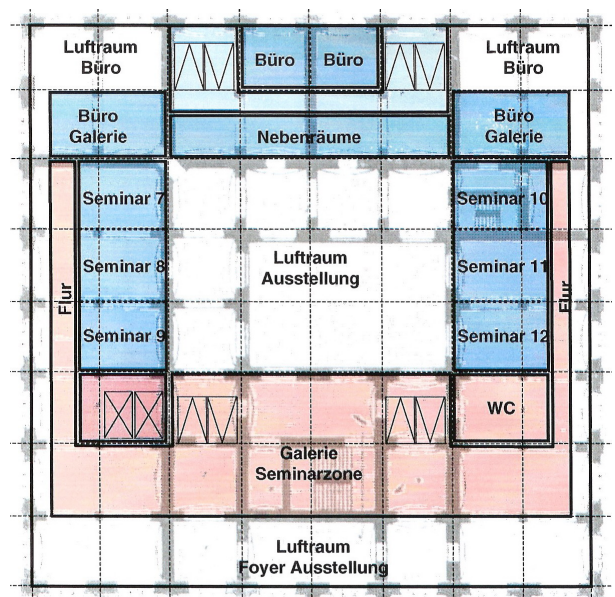 Luftraum
Büro
Büro
Büro
Luftraum
Büro
Büro
Galerie
Nebenräume
Büro
Galerie
Seminar 7
Seminar 10
Luftraum
Ausstellung
Seminar 8
Seminar 11
Flur
Flur
Seminar 9
Seminar 12
WC
Galerie
Seminarzone
Luftraum
Foyer Ausstellung